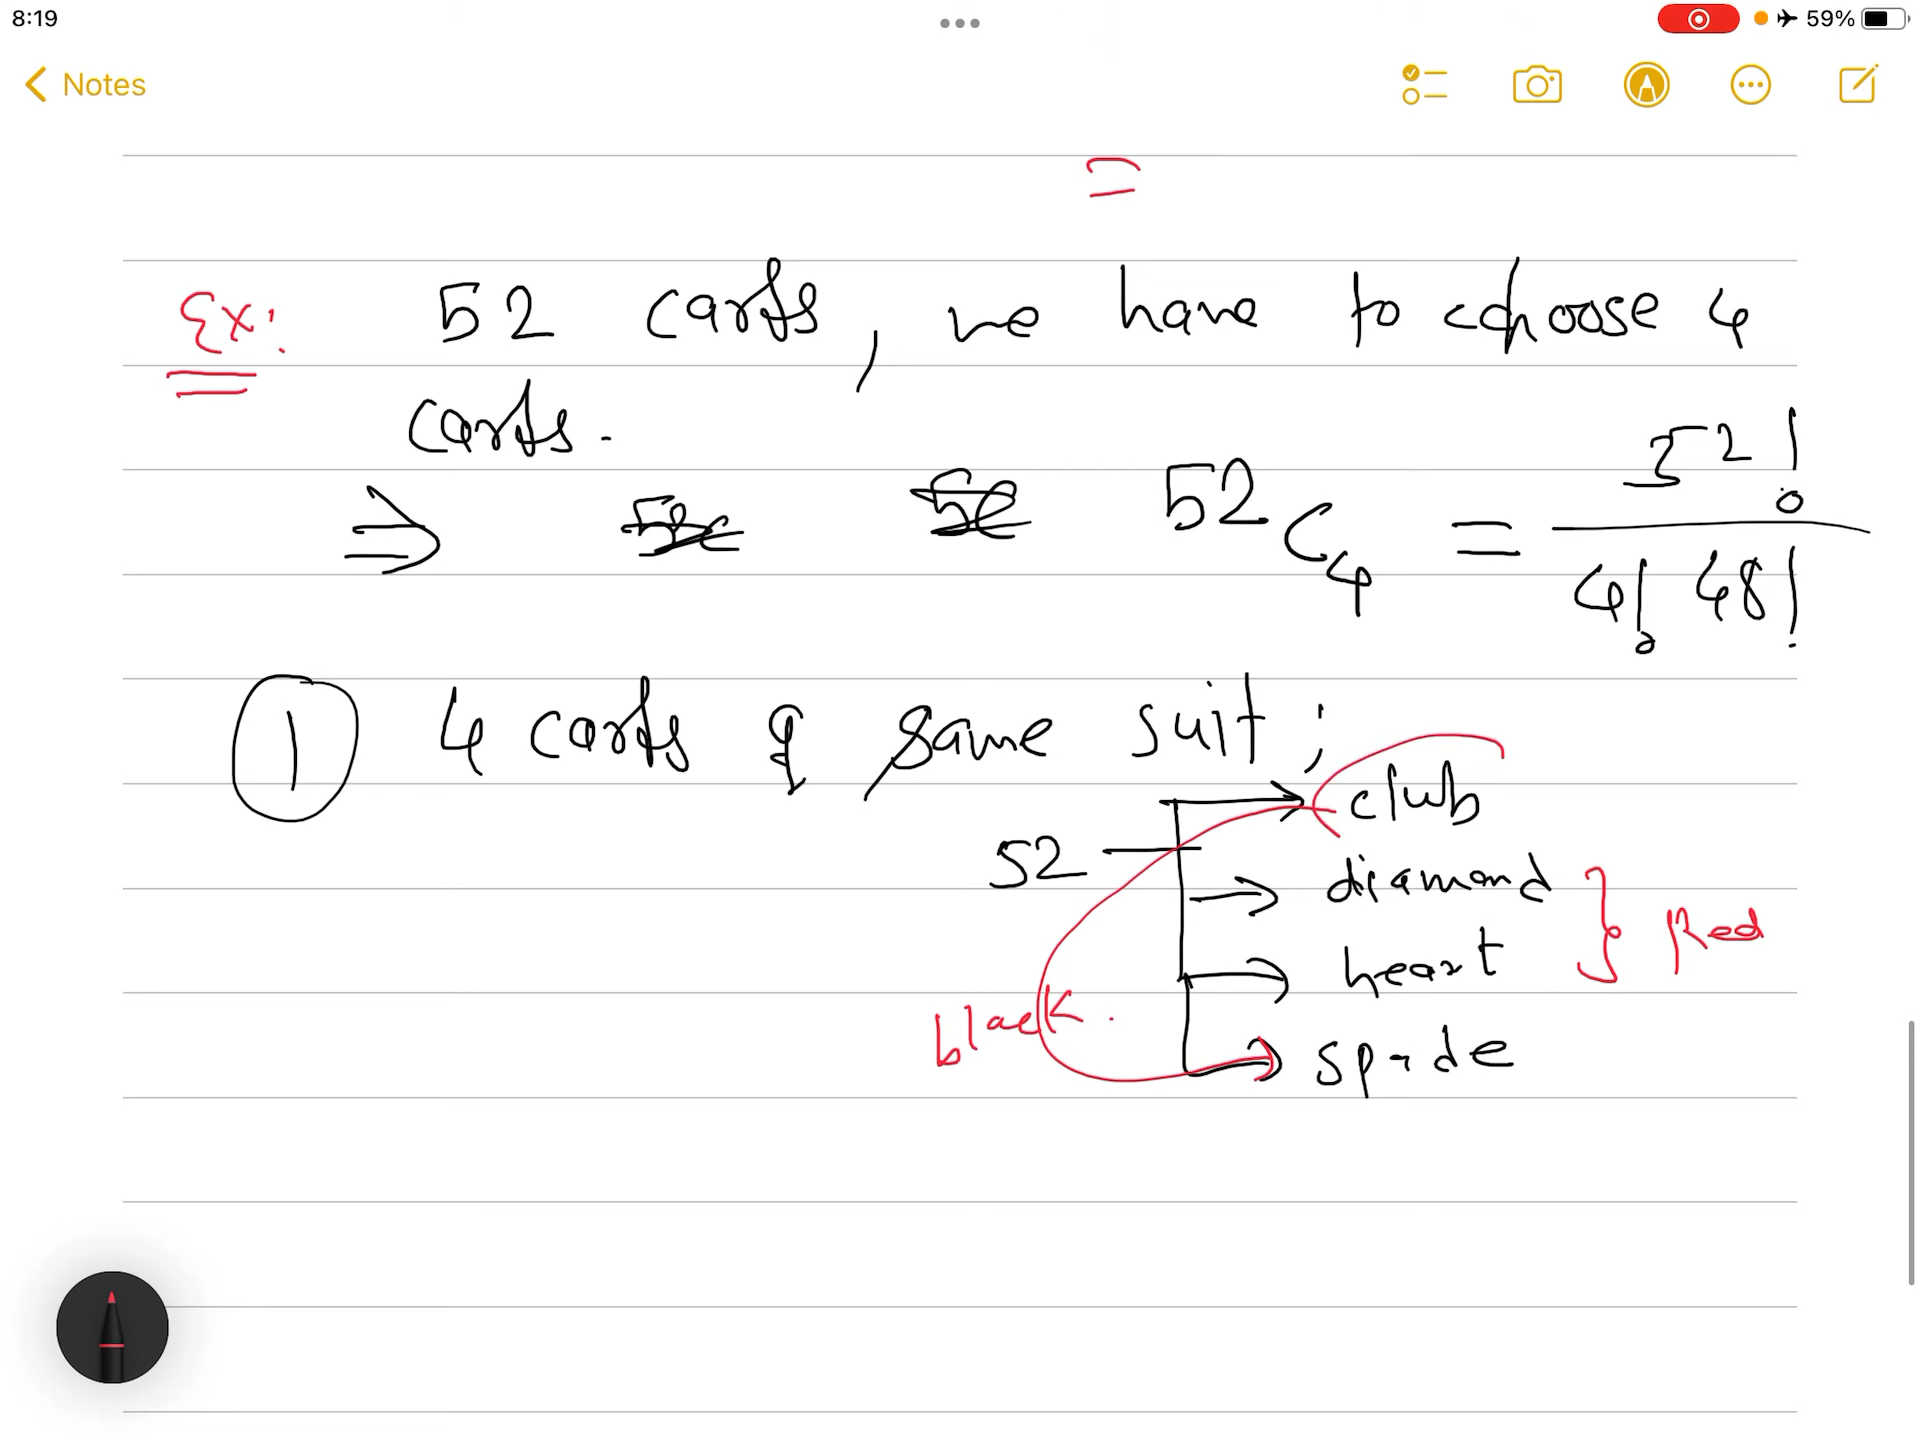 8:19
59%
Notes
=
Ex: 52 cards, we have to choose 4
cards.
⇒ 52C4 = 52! / 4! 48!
① 4 cards of same suit;
club
52
diamond
Red
heart
black.
spade